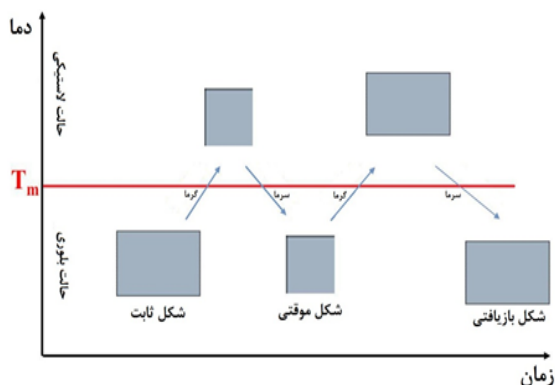 دما
حالت لاستیکی
Tm
گرما
سرما
گرما
سرما
حالت بلوری
شکل ثابت
شکل موقتی
شکل بازیافتی
زمان